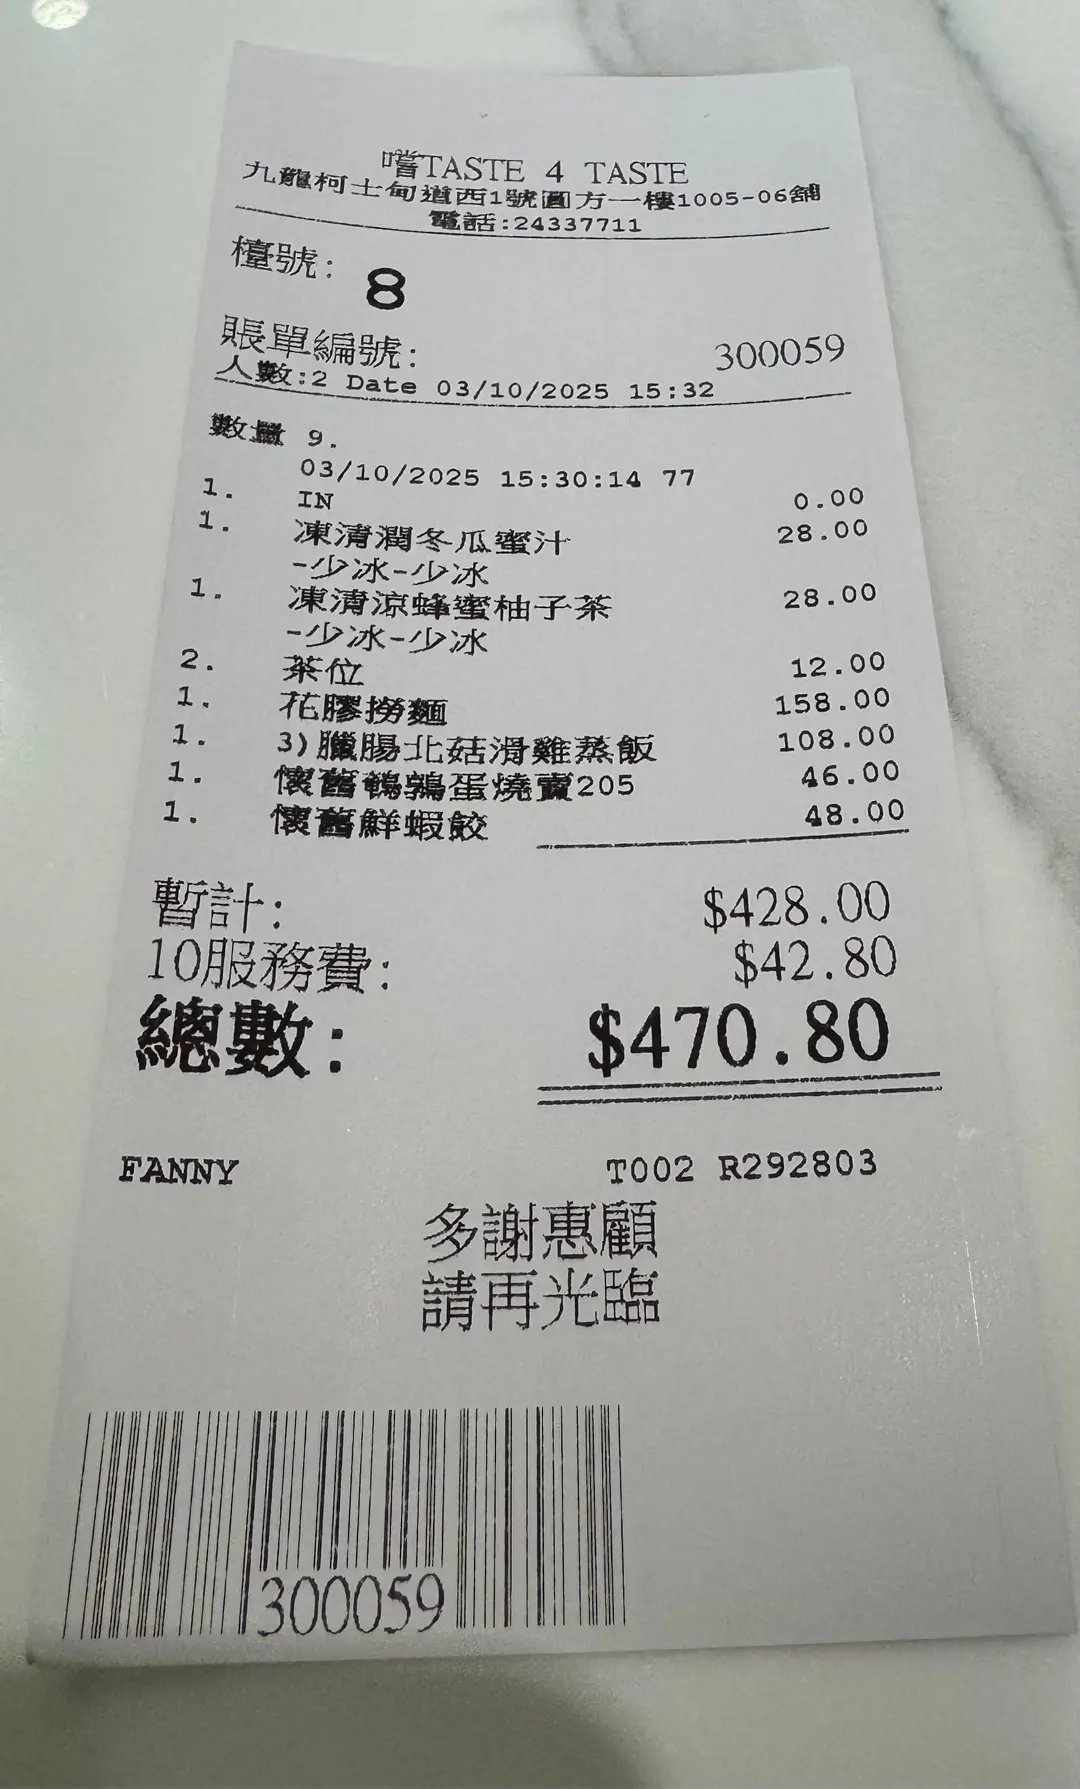 嚐TASTE 4 TASTE
九龍柯士甸道西1號圓方一樓1005-06舖
電話:24337711
檯號: 8
賬單編號: 300059
人數:2 Date 03/10/2025 15:32
數量 9.
03/10/2025 15:30:14 77
1. IN 0.00
1. 凍清潤冬瓜蜜汁 28.00
-少冰-少冰
1. 凍清涼蜂蜜柚子茶 28.00
-少冰-少冰
2. 茶位 12.00
1. 花膠撈麵 158.00
1. 3)臘腸北菇滑雞蒸飯 108.00
1. 懷舊鵪鶉蛋燒賣205 46.00
1. 懷舊鮮蝦餃 48.00
暫計: $428.00
10服務費: $42.80
總數: $470.80
FANNY T002 R292803
多謝惠顧
請再光臨
300059